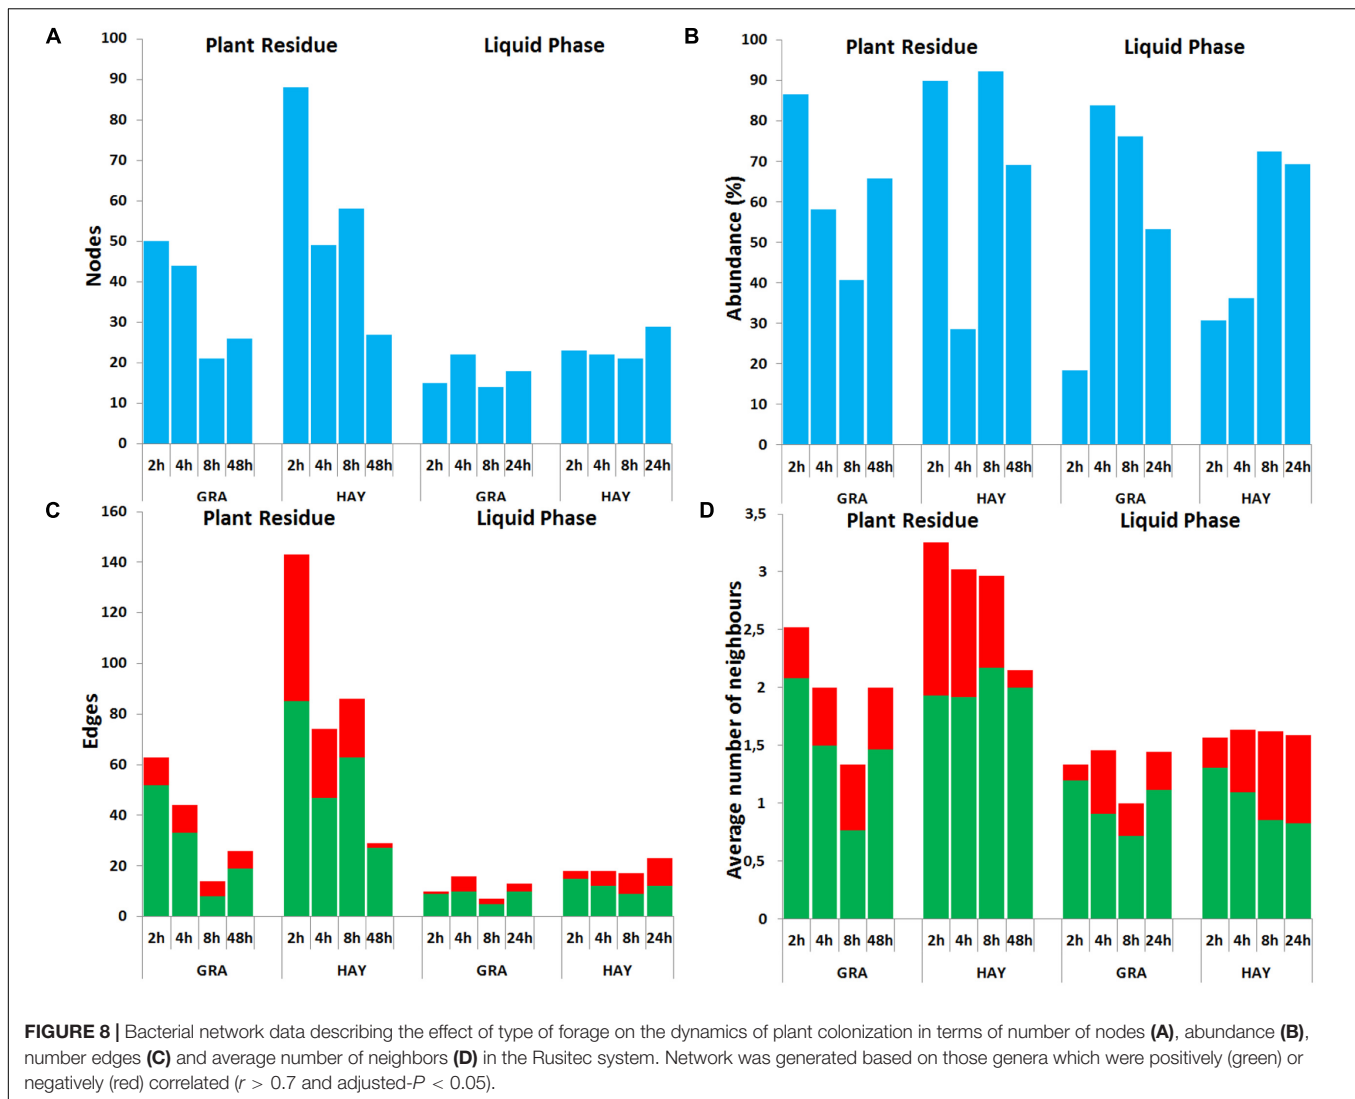 A
Plant Residue
Liquid Phase
Nodes
100
90
80
70
60
50
40
30
20
10
0
2h 4h 8h 48h 2h 4h 8h 48h 2h 4h 8h 24h 2h 4h 8h 24h
GRA HAY GRA HAY
B
Plant Residue
Liquid Phase
Abundance (%)
100
90
80
70
60
50
40
30
20
10
0
2h 4h 8h 48h 2h 4h 8h 48h 2h 4h 8h 24h 2h 4h 8h 24h
GRA HAY GRA HAY
C
Plant Residue
Liquid Phase
Edges
160
140
120
100
80
60
40
20
0
2h 4h 8h 48h 2h 4h 8h 48h 2h 4h 8h 24h 2h 4h 8h 24h
GRA HAY GRA HAY
D
Plant Residue
Liquid Phase
Average number of neighbours
3,5
3
2,5
2
1,5
1
0,5
0
2h 4h 8h 48h 2h 4h 8h 48h 2h 4h 8h 24h 2h 4h 8h 24h
GRA HAY GRA HAY
FIGURE 8 | Bacterial network data describing the effect of type of forage on the dynamics of plant colonization in terms of number of nodes (A), abundance (B),
number edges (C) and average number of neighbors (D) in the Rusitec system. Network was generated based on those genera which were positively (green) or
negatively (red) correlated (r > 0.7 and adjusted-P < 0.05).